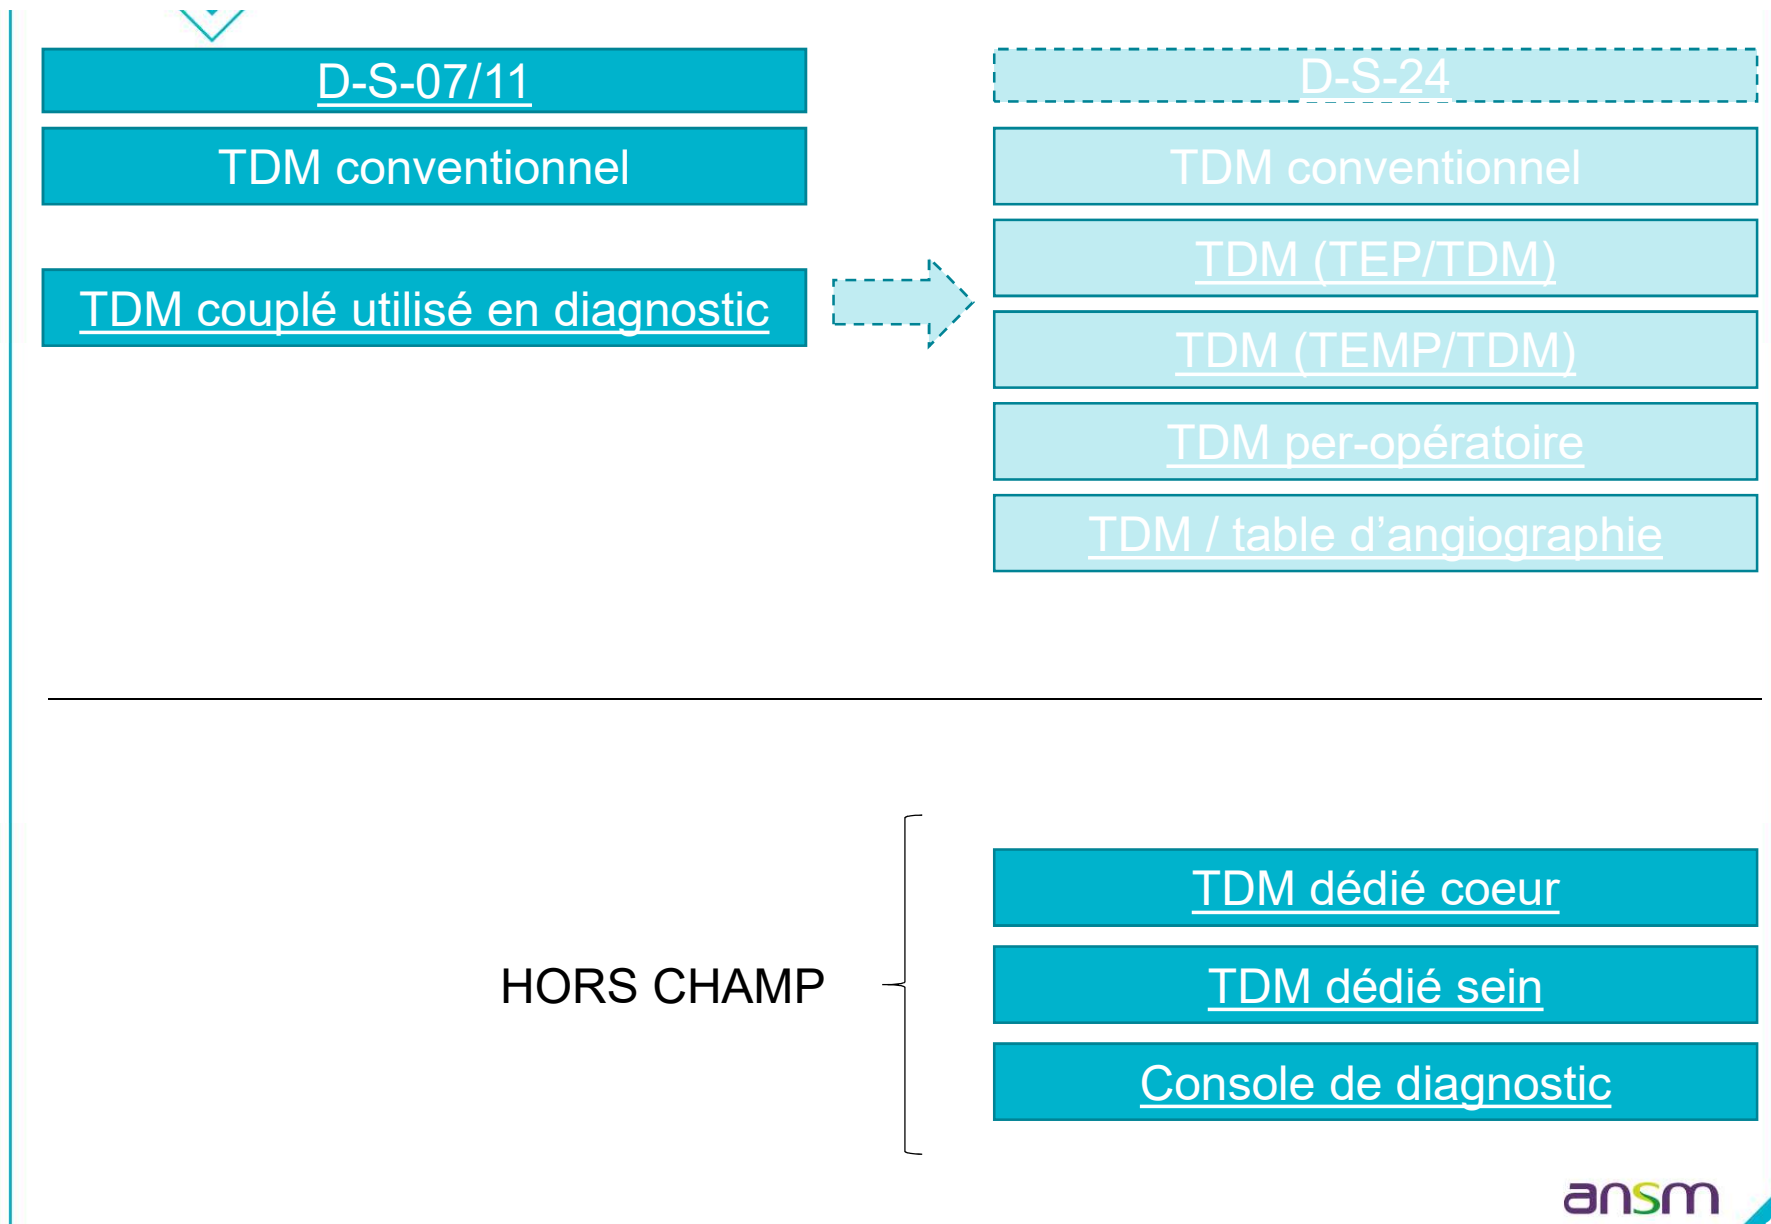 D-S-07/11
TDM conventionnel
TDM couplé utilisé en diagnostic
D-S-24
TDM conventionnel
TDM (TEP/TDM)
TDM (TEMP/TDM)
TDM per-opératoire
TDM / table d’angiographie
HORS CHAMP
TDM dédié coeur
TDM dédié sein
Console de diagnostic
ansm